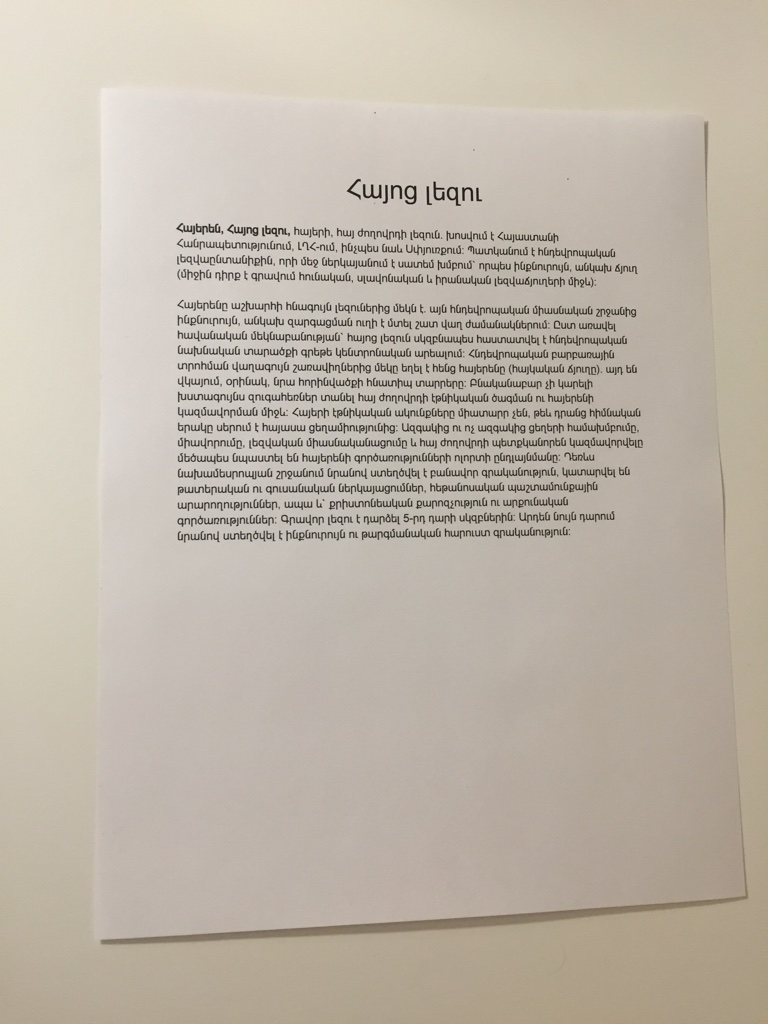 Հայոց լեզու
Հայերեն, Հայոց լեզու, հայերի, հայ ժողովրդի լեզուն. խոսվում է Հայաստանի
Հանրապետությունում, ԼՂՀ-ում, ինչպես նաև Սփյուռքում: Պատկանում է հնդեվրոպական
լեզվաընտանիքին, որի մեջ ներկայանում է սատեմ խմբում՝ որպես ինքնուրույն, անկախ ճյուղ
(միջին դիրք է գրավում հունական, սլավոնական և իրանական լեզվաճյուղերի միջև):
Հայերենը աշխարհի հնագույն լեզուներից մեկն է. այն հնդեվրոպական միասնական շրջանից
ինքնուրույն, անկախ զարգացման ուղի է մտել շատ վաղ ժամանակներում: Ըստ առավել
հավանական մեկնաբանության՝ հայոց լեզուն սկզբնապես հաստատվել է հնդեվրոպական
նախնական տարածքի գրեթե կենտրոնական արեալում: Հնդեվրոպական բարբառային
տրոհման վաղագույն շառավիղներից մեկը եղել է հենց հայերենը (հայկական ճյուղը). այդ են
վկայում, օրինակ, նրա հորինվածքի հնատիպ տարրերը: Բնականաբար չի կարելի
խստագույնս զուգահեռներ տանել հայ ժողովրդի էթնիկական ծագման ու հայերենի
կազմավորման միջև: Հայերի էթնիկական ակունքները միատարր չեն, թեև դրանց հիմնական
երակը սերում է հայասա ցեղամիությունից: Ազգակից ու ոչ ազգակից ցեղերի համախմբումը,
միավորումը, լեզվական միասնականացումը և հայ ժողովրդի պետքկանորեն կազմավորվելը
մեծապես նպաստել են հայերենի գործառությունների ոլորտի ընդլայնմանը: Դեռևս
նախամեսրոպյան շրջանում նրանով ստեղծվել է բանավոր գրականություն, կատարվել են
թատերական ու գուսանական ներկայացումներ, հեթանոսական պաշտամունքային
արարողություններ, ապա և՝ քրիստոնեական քարոզչություն ու արքունական
գործառություններ: Գրավոր լեզու է դարձել 5-րդ դարի սկզբներին: Արդեն նույն դարում
նրանով ստեղծվել է ինքնուրույն ու թարգմանական հարուստ գրականություն: